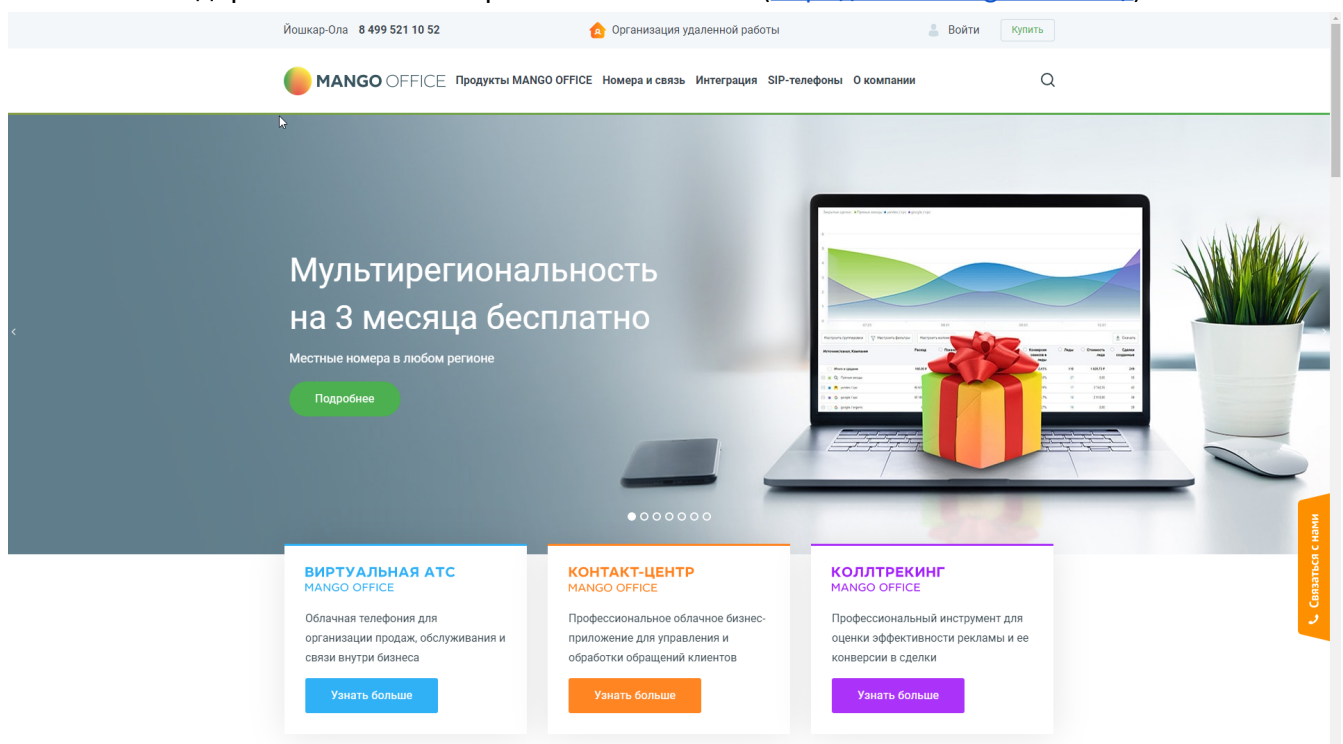 Йошкар-Ола 8 499 521 10 52
Организация удаленной работы
Войти
Купить
MANGO OFFICE
Продукты MANGO OFFICE Номера и связь Интеграция SIP-телефоны О компании
Мультирегиональность
на 3 месяца бесплатно
Местные номера в любом регионе
Подробнее
Связаться с нами
ВИРТУАЛЬНАЯ АТС
MANGO OFFICE
Облачная телефония для
организации продаж, обслуживания и
связи внутри бизнеса
Узнать больше
КОНТАКТ-ЦЕНТР
MANGO OFFICE
Профессиональное облачное бизнес-
приложение для управления и
обработки обращений клиентов
Узнать больше
КОЛЛТРЕКИНГ
MANGO OFFICE
Профессиональный инструмент для
оценки эффективности рекламы и ее
конверсии в сделки
Узнать больше